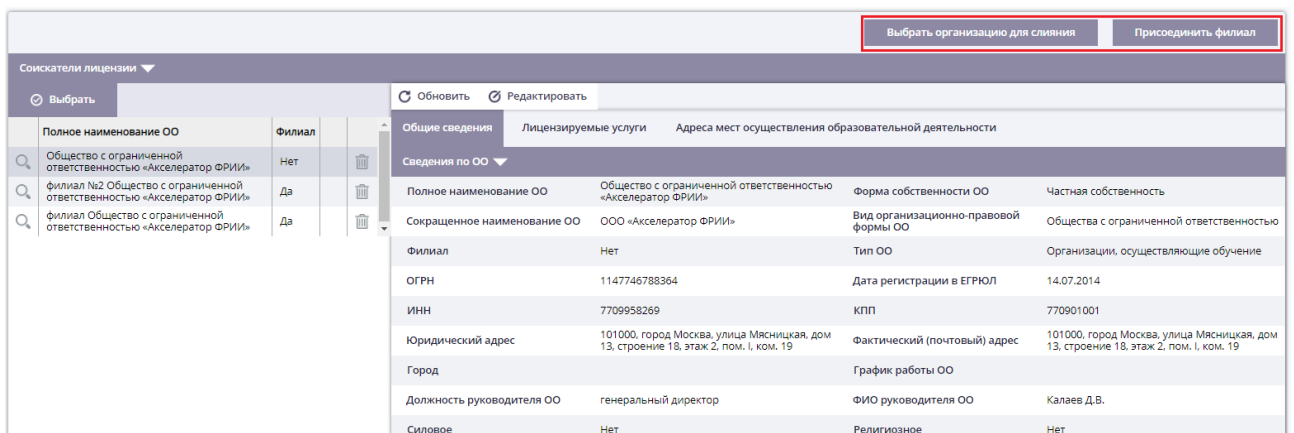 Выбрать организацию для слияния
Присоединить филиал
Соискатели лицензии
Выбрать
Полное наименование ОО
Филиал
Общество с ограниченной
ответственностью «Акселератор ФРИИ»
Нет
филиал №2 Общество с ограниченной
ответственностью «Акселератор ФРИИ»
Да
филиал Общество с ограниченной
ответственностью «Акселератор ФРИИ»
Да
Обновить
Редактировать
Общие сведения
Лицензируемые услуги
Адреса мест осуществления образовательной деятельности
Сведения по ОО
Полное наименование ОО
Общество с ограниченной ответственностью
«Акселератор ФРИИ»
Форма собственности ОО
Частная собственность
Сокращенное наименование ОО
ООО «Акселератор ФРИИ»
Вид организационно-правовой
формы ОО
Общества с ограниченной ответственностью
Филиал
Нет
Тип ОО
Организации, осуществляющие обучение
ОГРН
1147746788364
Дата регистрации в ЕГРЮЛ
14.07.2014
ИНН
7709958269
КПП
770901001
Юридический адрес
101000, город Москва, улица Мясницкая, дом
13, строение 18, этаж 2, пом. I, ком. 19
Фактический (почтовый) адрес
101000, город Москва, улица Мясницкая, дом
13, строение 18, этаж 2, пом. I, ком. 19
Город
График работы ОО
Должность руководителя ОО
генеральный директор
ФИО руководителя ОО
Калаев Д.В.
Силовое
Нет
Религиозное
Нет